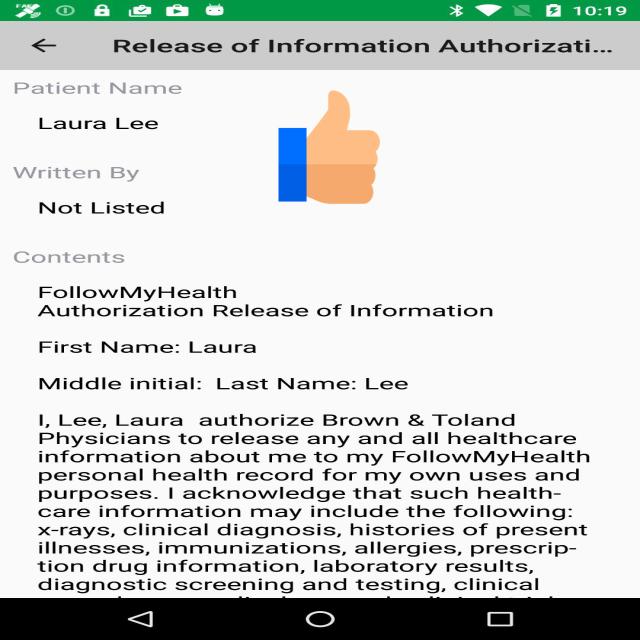 10:19
Release of Information Authorizati...
Patient Name
Laura Lee
Written By
Not Listed
Contents
FollowMyHealth
Authorization Release of Information
First Name: Laura
Middle initial:  Last Name: Lee
I, Lee, Laura  authorize Brown & Toland
Physicians to release any and all healthcare
information about me to my FollowMyHealth
personal health record for my own uses and
purposes. I acknowledge that such health-
care information may include the following:
x-rays, clinical diagnosis, histories of present
illnesses, immunizations, allergies, prescrip-
tion drug information, laboratory results,
diagnostic screening and testing, clinical